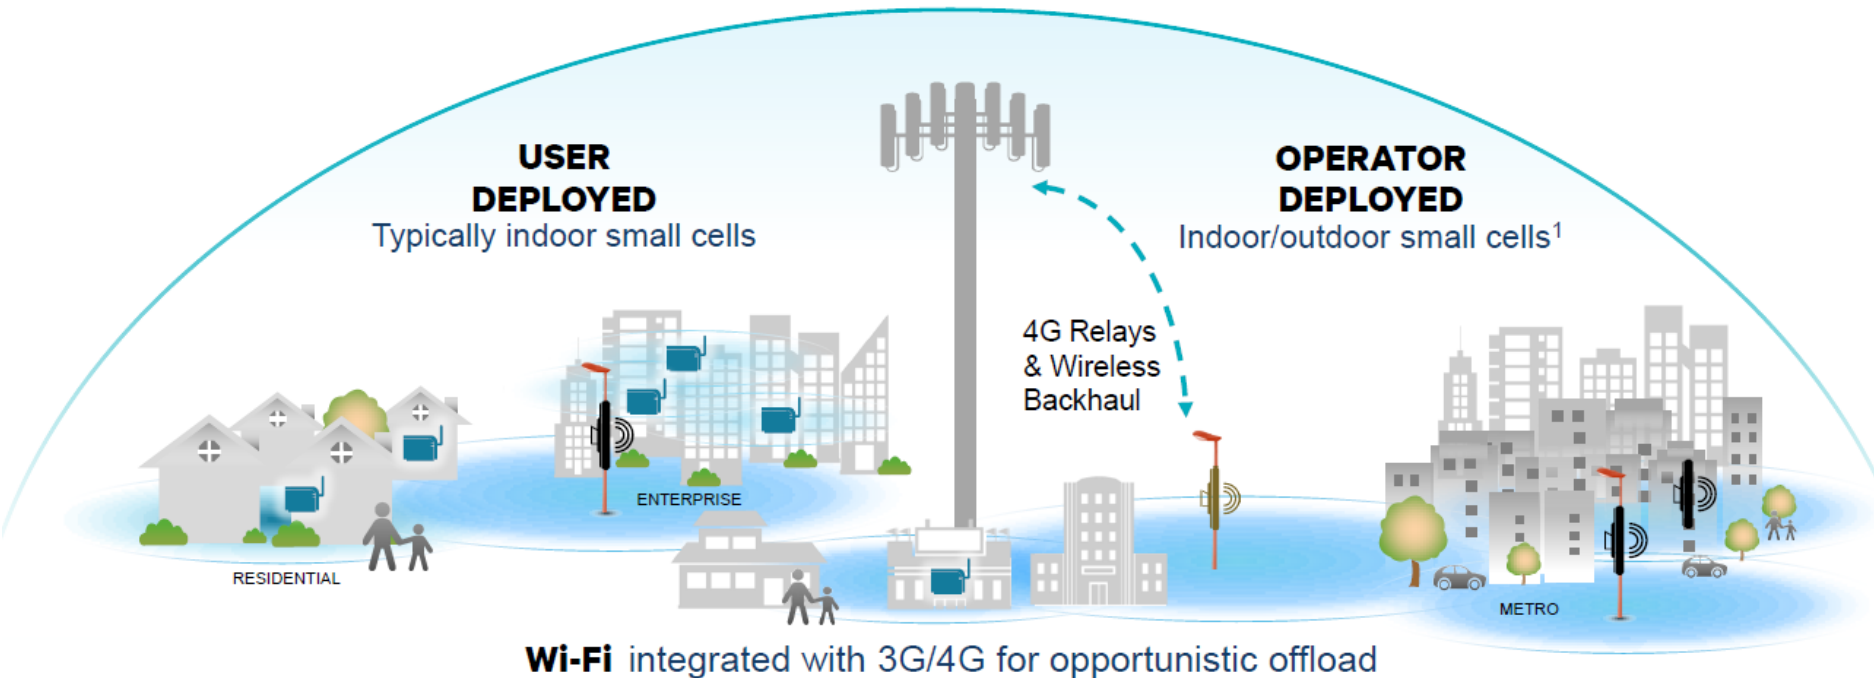 USER
DEPLOYED
Typically indoor small cells
OPERATOR
DEPLOYED
Indoor/outdoor small cells¹
4G Relays
& Wireless
Backhaul
ENTERPRISE
RESIDENTIAL
METRO
Wi-Fi integrated with 3G/4G for opportunistic offload